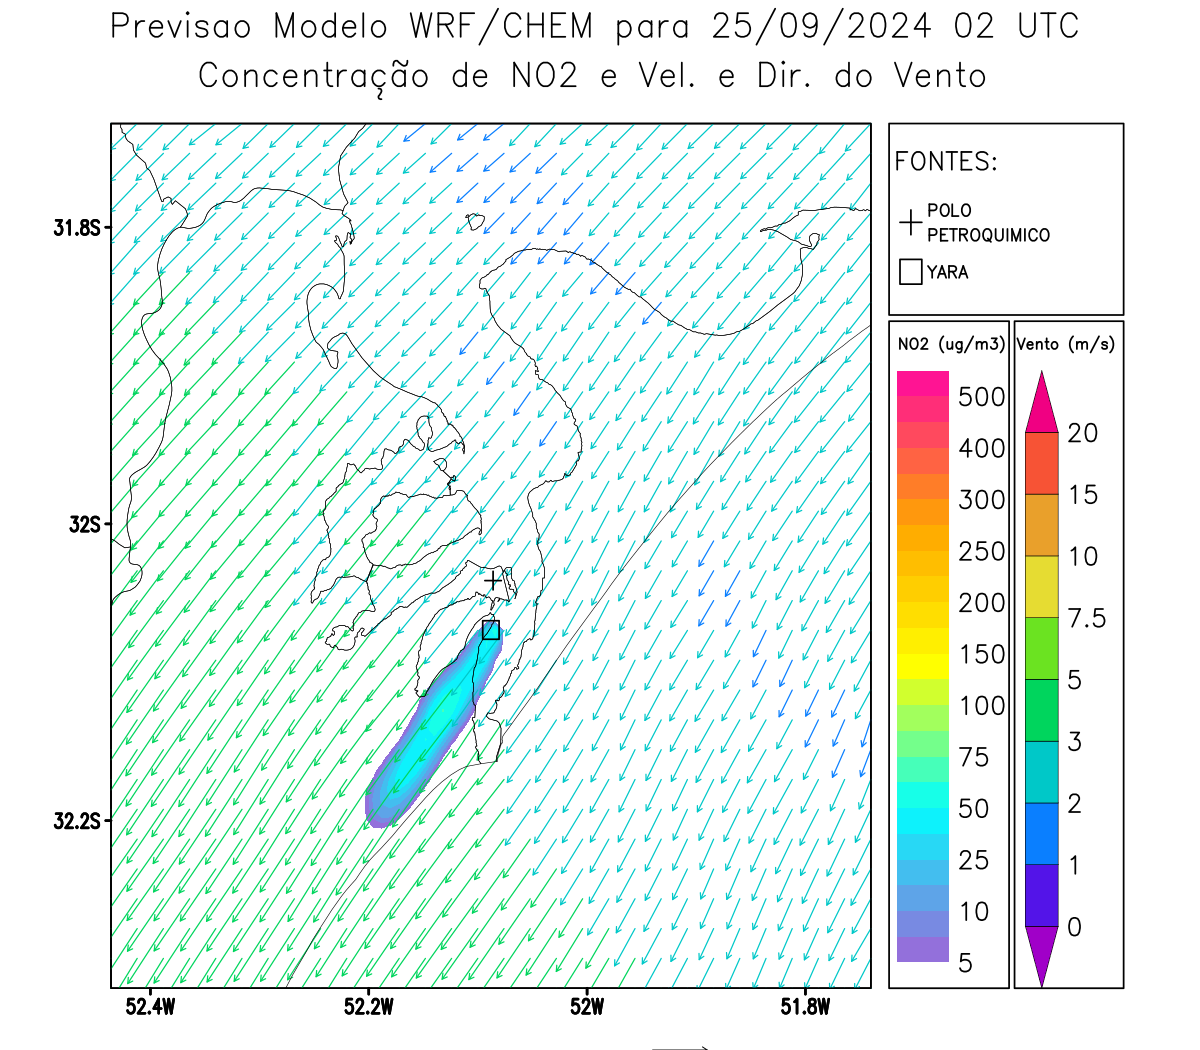 Previsao Modelo WRF/CHEM para 25/09/2024 02 UTC
Concentração de NO2 e Vel. e Dir. do Vento
FONTES:
POLO
PETROQUIMICO
YARA
31.8S
32S
32.2S
52.4W
52.2W
52W
51.8W
NO2 (ug/m3)
500
400
300
250
200
150
100
75
50
25
10
5
Vento (m/s)
20
15
10
7.5
5
3
2
1
0